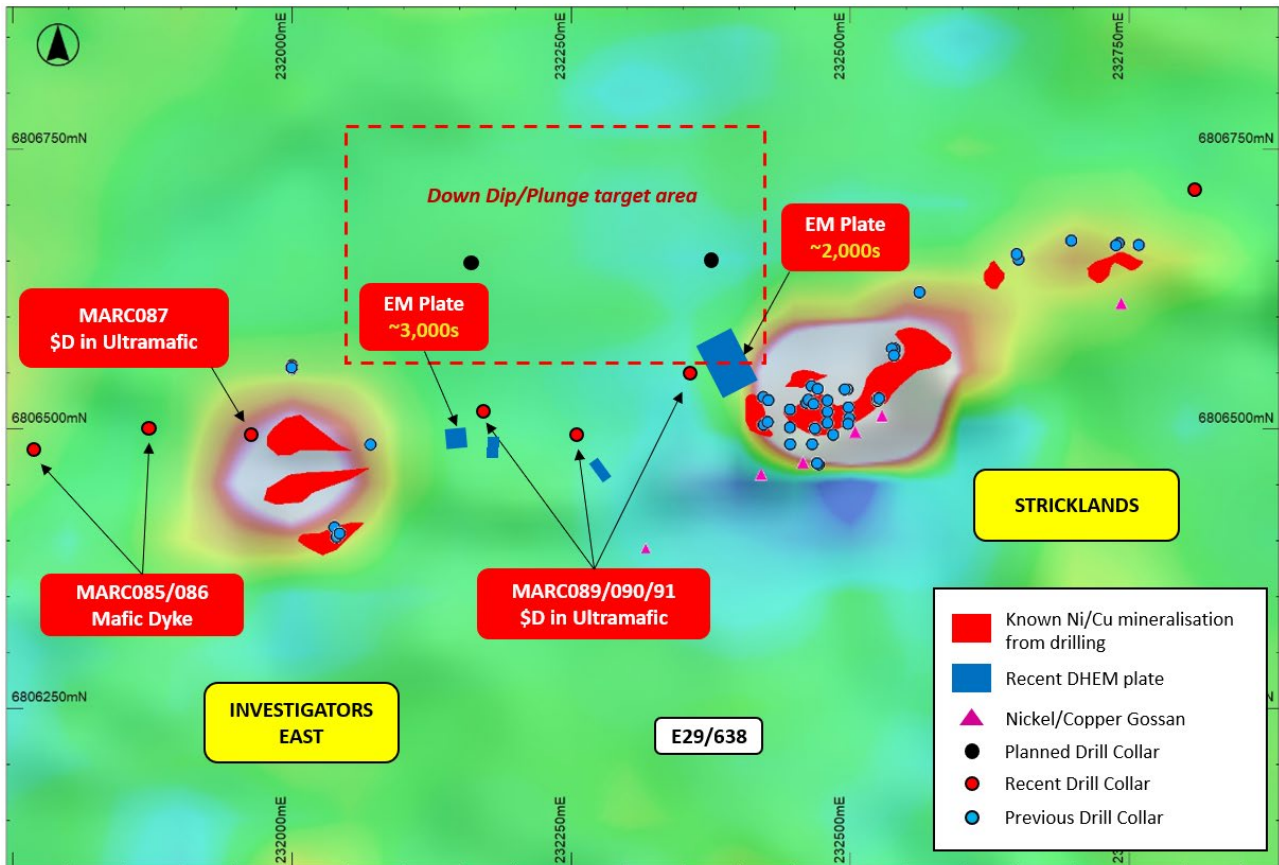 232000mE
232250mE
232500mE
232750mE
6806750mN
6806750mN
Down Dip/Plunge target area
EM Plate
~2,000s
EM Plate
~3,000s
MARC087
$D in Ultramafic
6806500mN
6806500mN
STRICKLANDS
MARC085/086
Mafic Dyke
MARC089/090/91
$D in Ultramafic
Known Ni/Cu mineralisation
from drilling
Recent DHEM plate
Nickel/Copper Gossan
Planned Drill Collar
Recent Drill Collar
Previous Drill Collar
6806250mN
INVESTIGATORS
EAST
E29/638
232000mE
232250mE
232500mE